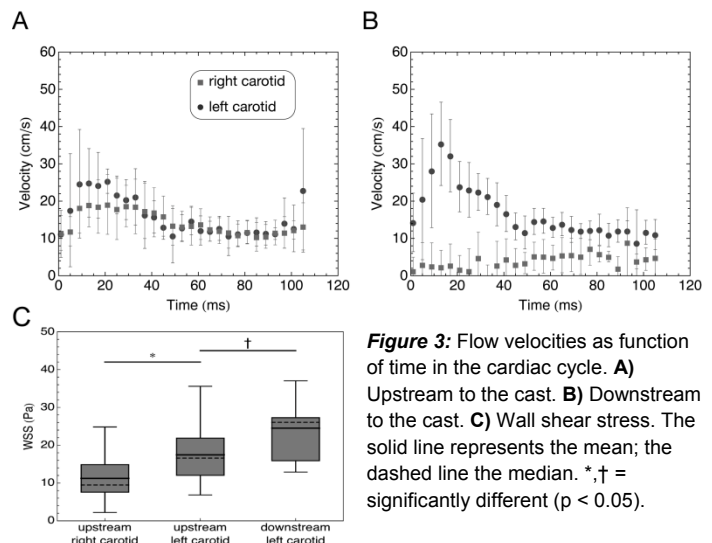 A
B
60
50
40
30
20
10
0
Velocity (cm/s)
right carotid
left carotid
0 20 40 60 80 100 120
Time (ms)
60
50
40
30
20
10
0
Velocity (cm/s)
0 20 40 60 80 100 120
Time (ms)
C
50
40
30
20
10
0
WSS (Pa)
*
†
upstream
right carotid
upstream
left carotid
downstream
left carotid
Figure 3: Flow velocities as function
of time in the cardiac cycle. A)
Upstream to the cast. B) Downstream
to the cast. C) Wall shear stress. The
solid line represents the mean; the
dashed line the median. *,† =
significantly different (p < 0.05).